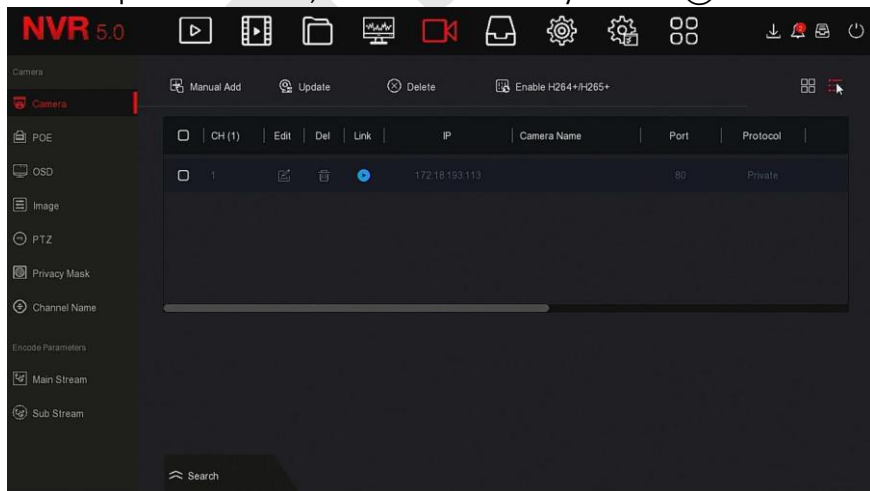 NVR 5.0
2
Camera
Manual Add
Update
Delete
Enable H264+/H265+
Camera
POE
CH (1)
Edit
Del
Link
IP
Camera Name
Port
Protocol
OSD
1
172.18.193.113
80
Private
Image
PTZ
Privacy Mask
Channel Name
Encode Parameters
Main Stream
Sub Stream
Search